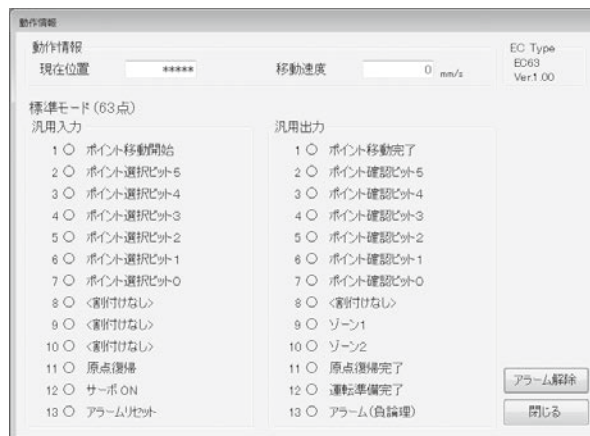 動作情報
動作情報
現在位置 ***** 移動速度 0 mm/s
EC Type
EC63
Ver.1.00
標準モード(63点)
汎用入力
1 ポイント移動開始
2 ポイント選択ビット5
3 ポイント選択ビット4
4 ポイント選択ビット3
5 ポイント選択ビット2
6 ポイント選択ビット1
7 ポイント選択ビット0
8 <割付けなし>
9 <割付けなし>
10 <割付けなし>
11 原点復帰
12 サーボON
13 アラームリセット
汎用出力
1 ポイント移動完了
2 ポイント確認ビット5
3 ポイント確認ビット4
4 ポイント確認ビット3
5 ポイント確認ビット2
6 ポイント確認ビット1
7 ポイント確認ビット0
8 <割付けなし>
9 ゾーン1
10 ゾーン2
11 原点復帰完了
12 運転準備完了
13 アラーム(負論理)
アラーム解除
閉じる